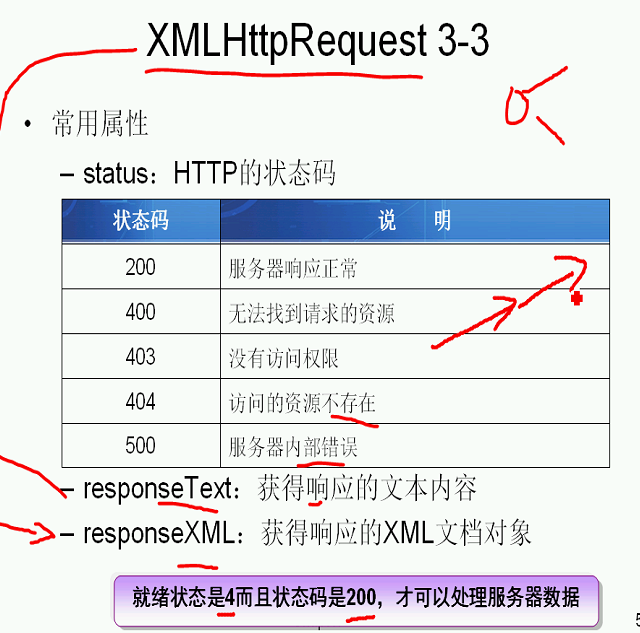 XMLHttpRequest 3-3
• 常用属性
– status：HTTP的状态码
状态码 说 明
200 服务器响应正常
400 无法找到请求的资源
403 没有访问权限
404 访问的资源不存在
500 服务器内部错误
– responseText：获得响应的文本内容
– responseXML：获得响应的XML文档对象
就绪状态是4而且状态码是200，才可以处理服务器数据
5